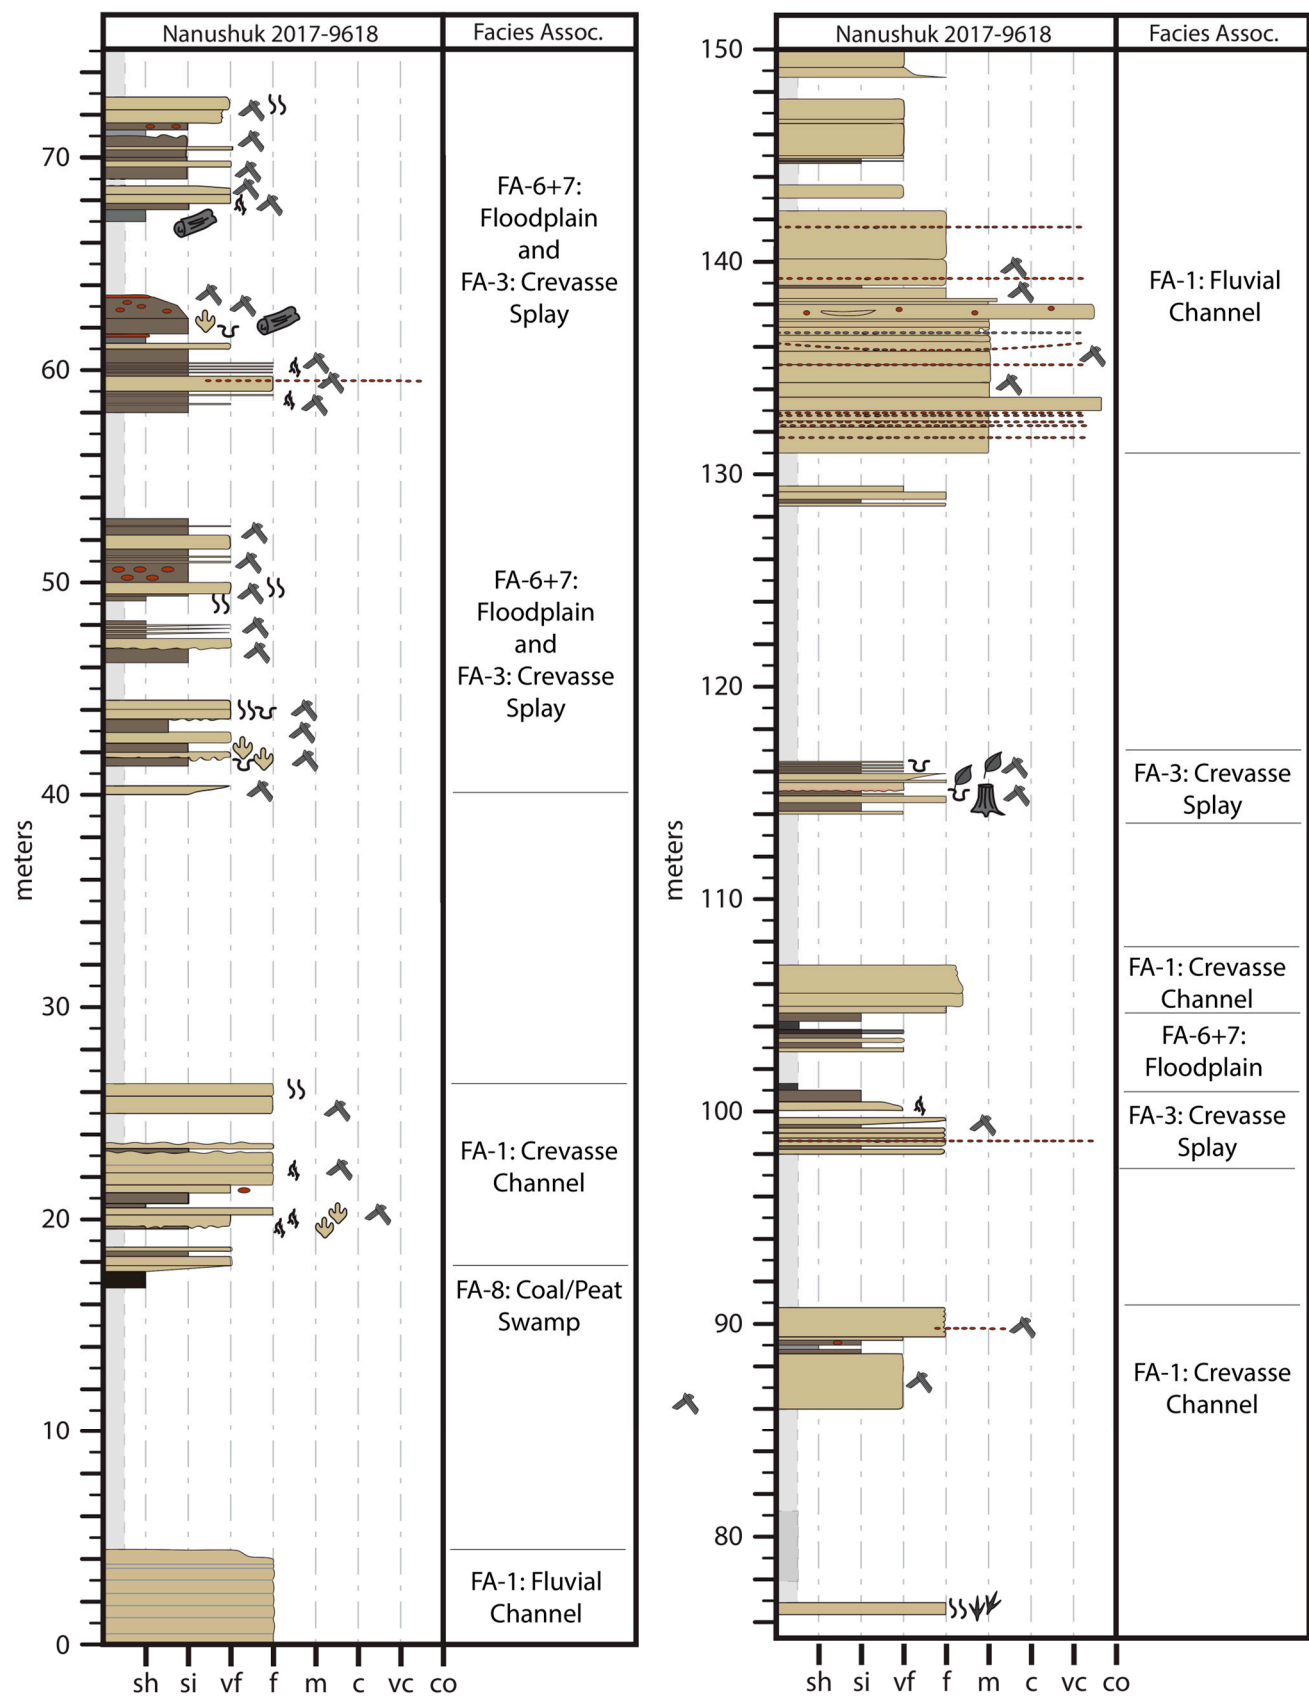 Nanushuk 2017-9618
Facies Assoc.
70
60
50
40
30
20
10
0
meters
FA-6+7:
Floodplain
and
FA-3: Crevasse
Splay
FA-6+7:
Floodplain
and
FA-3: Crevasse
Splay
FA-1: Crevasse
Channel
FA-8: Coal/Peat
Swamp
FA-1: Fluvial
Channel
sh si vf f m c vc co
Nanushuk 2017-9618
Facies Assoc.
150
140
130
120
110
100
90
80
meters
FA-1: Fluvial
Channel
FA-3: Crevasse
Splay
FA-1: Crevasse
Channel
FA-6+7:
Floodplain
FA-3: Crevasse
Splay
FA-1: Crevasse
Channel
sh si vf f m c vc co